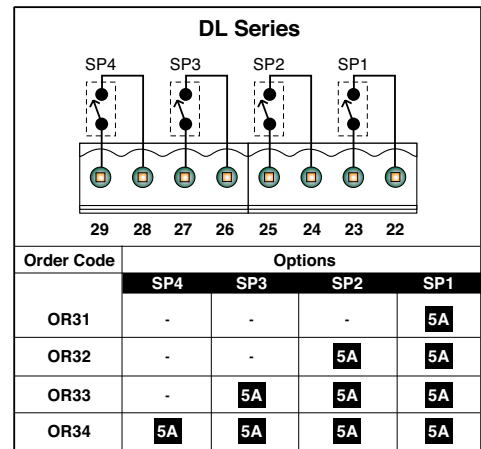 DL Series
SP4 SP3 SP2 SP1
29 28 27 26 25 24 23 22
Order Code Options
SP4 SP3 SP2 SP1
OR31 - - - 5A
OR32 - - 5A 5A
OR33 - 5A 5A 5A
OR34 5A 5A 5A 5A